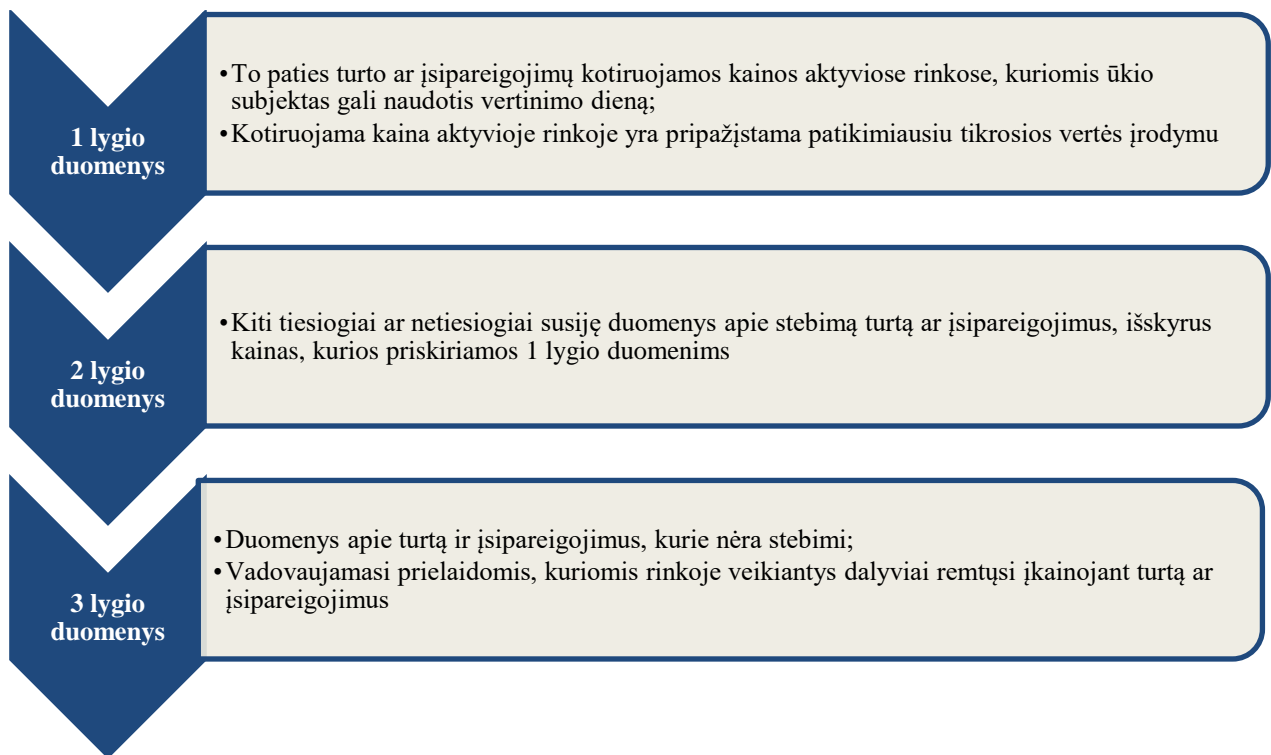 1 lygio
duomenys
•To paties turto ar įsipareigojimų kotiruojamos kainos aktyviose rinkose, kuriomis ūkio
subjektas gali naudotis vertinimo dieną;
•Kotiruojama kaina aktyvioje rinkoje yra pripažįstama patikimiausiu tikrosios vertės įrodymu
2 lygio
duomenys
•Kiti tiesiogiai ar netiesiogiai susiję duomenys apie stebimą turtą ar įsipareigojimus, išskyrus
kainas, kurios priskiriamos 1 lygio duomenims
3 lygio
duomenys
•Duomenys apie turtą ir įsipareigojimus, kurie nėra stebimi;
•Vadovaujamasi prielaidomis, kuriomis rinkoje veikiantys dalyviai remtųsi įkainojant turtą ar
įsipareigojimus